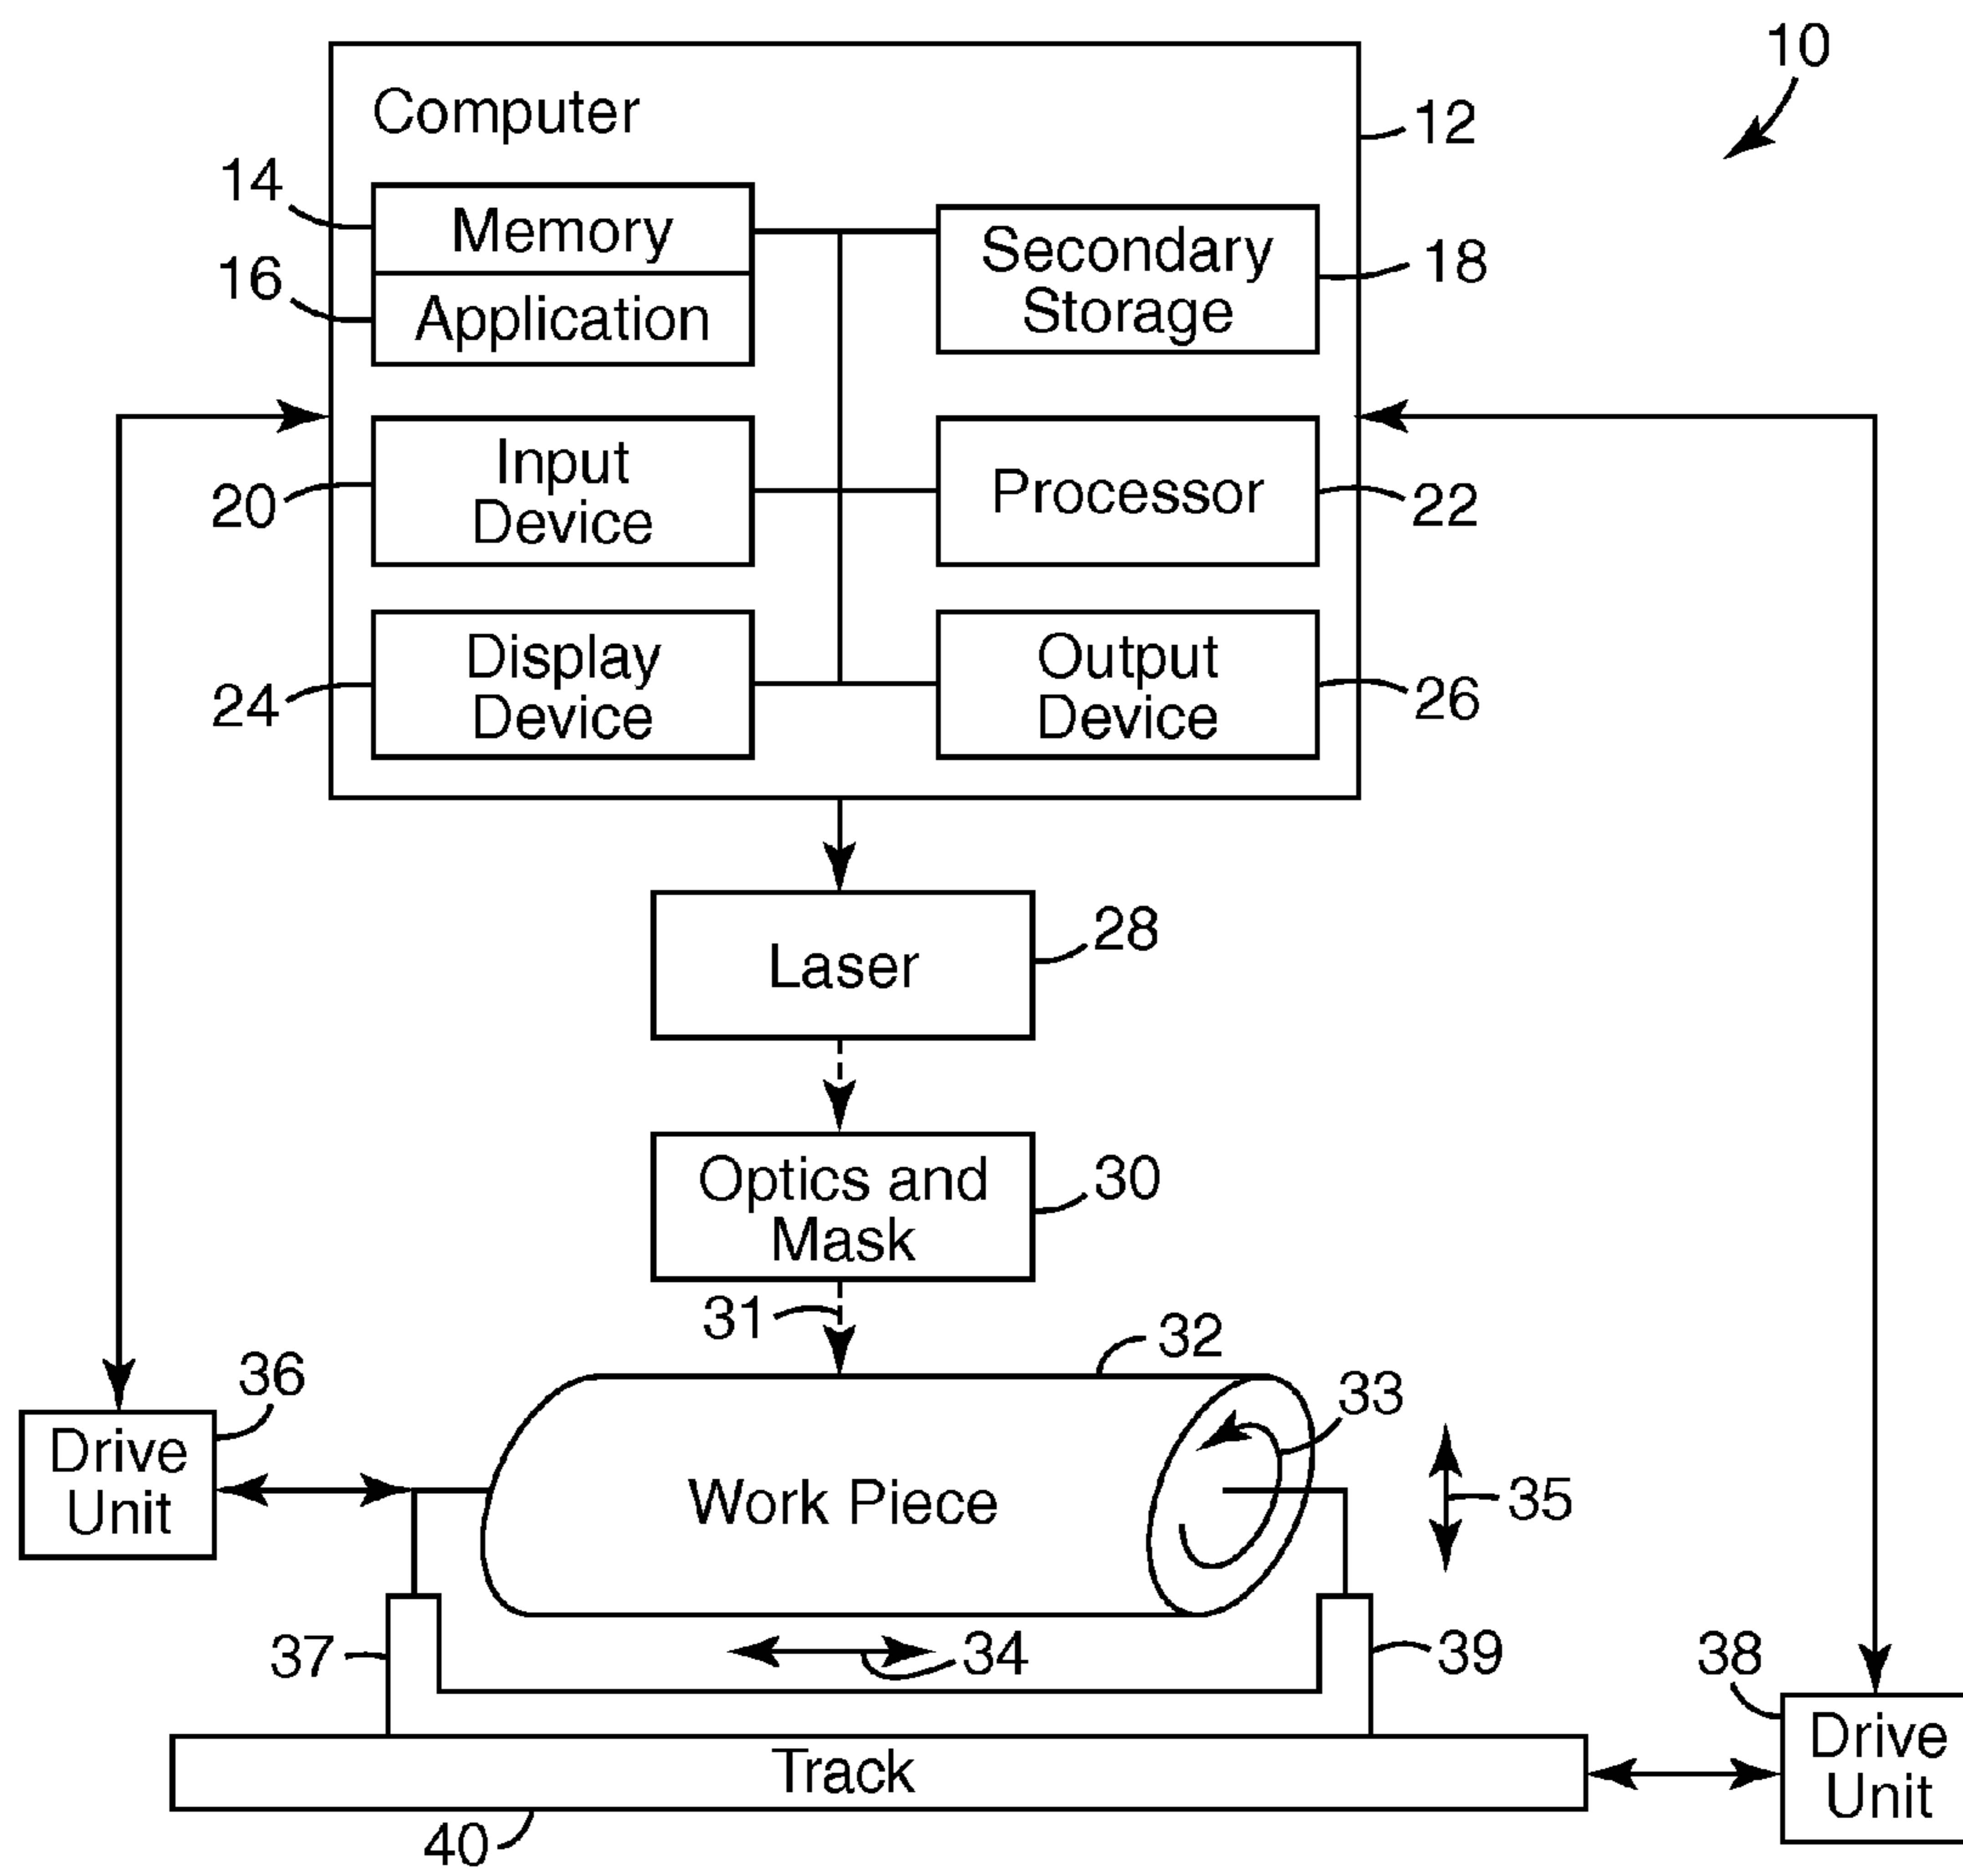 10
Computer
12
14
Memory
16
Application
Secondary
Storage
18
20
Input
Device
Processor
22
24
Display
Device
Output
Device
26
Laser
28
Optics and
Mask
30
31
32
33
36
Drive
Unit
Work Piece
35
37
34
39
38
Drive
Unit
Track
40